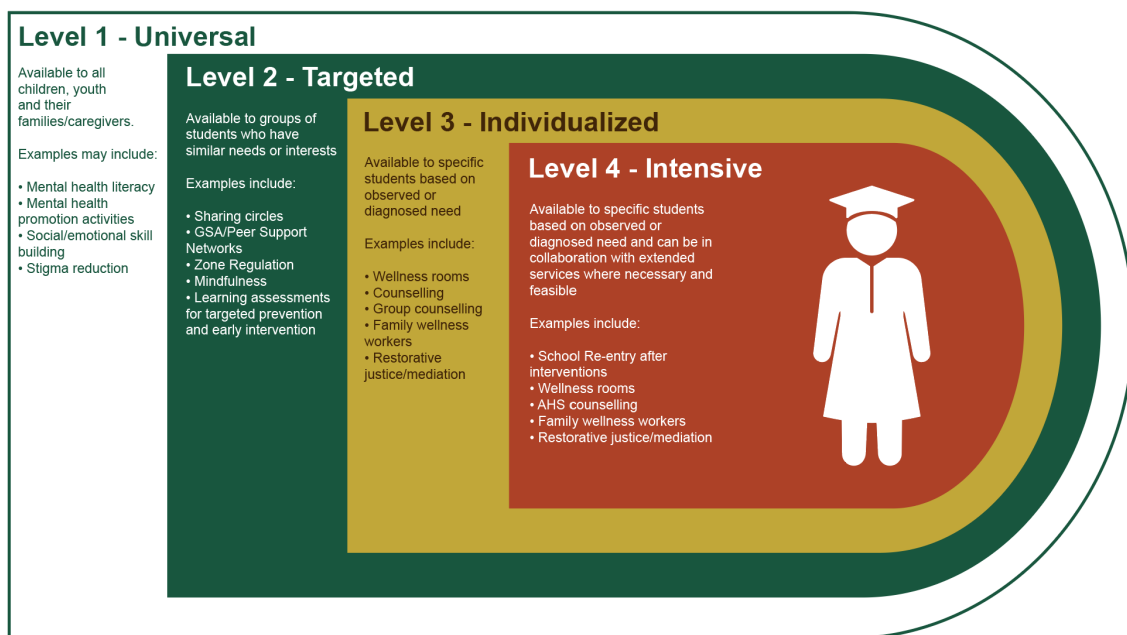 Level 1 - Universal
Available to all
children, youth
and their
families/caregivers.
Examples may include:
• Mental health literacy
• Mental health
promotion activities
• Social/emotional skill
building
• Stigma reduction
Level 2 - Targeted
Available to groups of
students who have
similar needs or interests
Examples include:
• Sharing circles
• GSA/Peer Support
Networks
• Zone Regulation
• Mindfulness
• Learning assessments
for targeted prevention
and early intervention
Level 3 - Individualized
Available to specific
students based on
observed or
diagnosed need
Examples include:
• Wellness rooms
• Counselling
• Group counselling
• Family wellness
workers
• Restorative
justice/mediation
Level 4 - Intensive
Available to specific students
based on observed or
diagnosed need and can be in
collaboration with extended
services where necessary and
feasible
Examples include:
• School Re-entry after
interventions
• Wellness rooms
• AHS counselling
• Family wellness workers
• Restorative justice/mediation